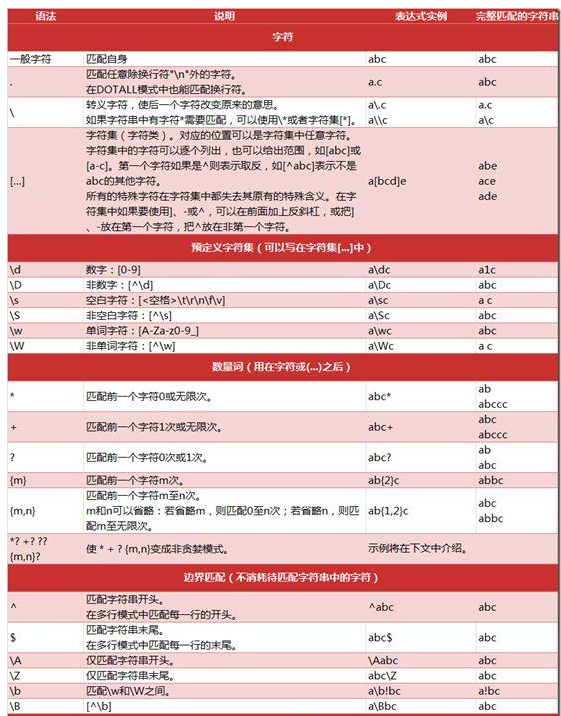 语法 说明 表达式实例 完整匹配的字符串
字符
一般字符 匹配自身 abc abc
. 匹配任意除换行符"\n"外的字符。
在DOTALL模式中也能匹配换行符。 a.c abc
\ 转义字符，使后一个字符改变原来的意思。
如果字符串中有字符*需要匹配，可以使用\*或者字符集[*]。 a\.c a.c
a\\c a\c
[...] 字符集（字符类）。对应的位置可以是字符集中任意字符。
字符集中的字符可以逐个列出，也可以给出范围，如[abc]或
[a-c]。第一个字符如果是^则表示取反，如[^abc]表示不是
abc的其他字符。
所有的特殊字符在字符集中都失去其原有的特殊含义。在字
符集中如果要使用]、-或^，可以在前面加上反斜杠，或把]
、-放在第一个字符，把^放在非第一个字符。 a[bcd]e abe
ace
ade
预定义字符集（可以写在字符集[...]中）
\d 数字：[0-9] a\dc a1c
\D 非数字：[^\d] a\Dc abc
\s 空白字符：[<空格>\t\r\n\f\v] a\sc a c
\S 非空白字符：[^\s] a\Sc abc
\w 单词字符：[A-Za-z0-9_] a\wc abc
\W 非单词字符：[^\w] a\Wc a c
数量词（用在字符或(...)之后）
* 匹配前一个字符0或无限次。 abc* ab
abccc
+ 匹配前一个字符1次或无限次。 abc+ abc
abccc
? 匹配前一个字符0次或1次。 abc? ab
abc
{m} 匹配前一个字符m次。 ab{2}c abbc
{m,n} 匹配前一个字符m至n次。
m和n可以省略：若省略m，则匹配0至n次；若省略n，则匹
配m至无限次。 ab{1,2}c abc
abbc
*? +? ??
{m,n}? 使 * + ? {m,n}变成非贪婪模式。 示例将在下文中介绍。
边界匹配（不消耗待匹配字符串中的字符）
^ 匹配字符串开头。
在多行模式中匹配每一行的开头。 ^abc abc
$ 匹配字符串末尾。
在多行模式中匹配每一行的末尾。 abc$ abc
\A 仅匹配字符串开头。 \Aabc abc
\Z 仅匹配字符串末尾。 abc\Z abc
\b 匹配\w和\W之间。 a\b!bc a!bc
\B [^\b] a\Bbc abc